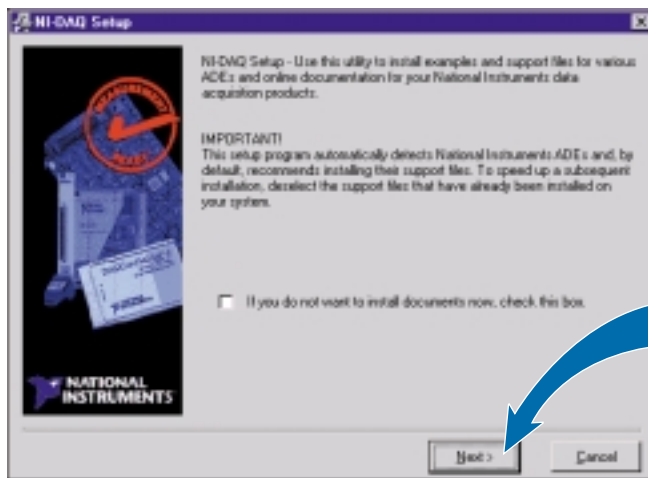 NI-DAQ Setup
NI-DAQ Setup - Use this utility to install examples and support files for various
ADEs and online documentation for your National Instruments data
acquisition products.
IMPORTANT!
This setup program automatically detects National Instruments ADEs and, by
default, recommends installing their support files. To speed up a subsequent
installation, deselect the support files that have already been installed on
your system.
If you do not want to install documents now, check this box.
MEASUREMENT
READY
NATIONAL
INSTRUMENTS
Next >
Cancel